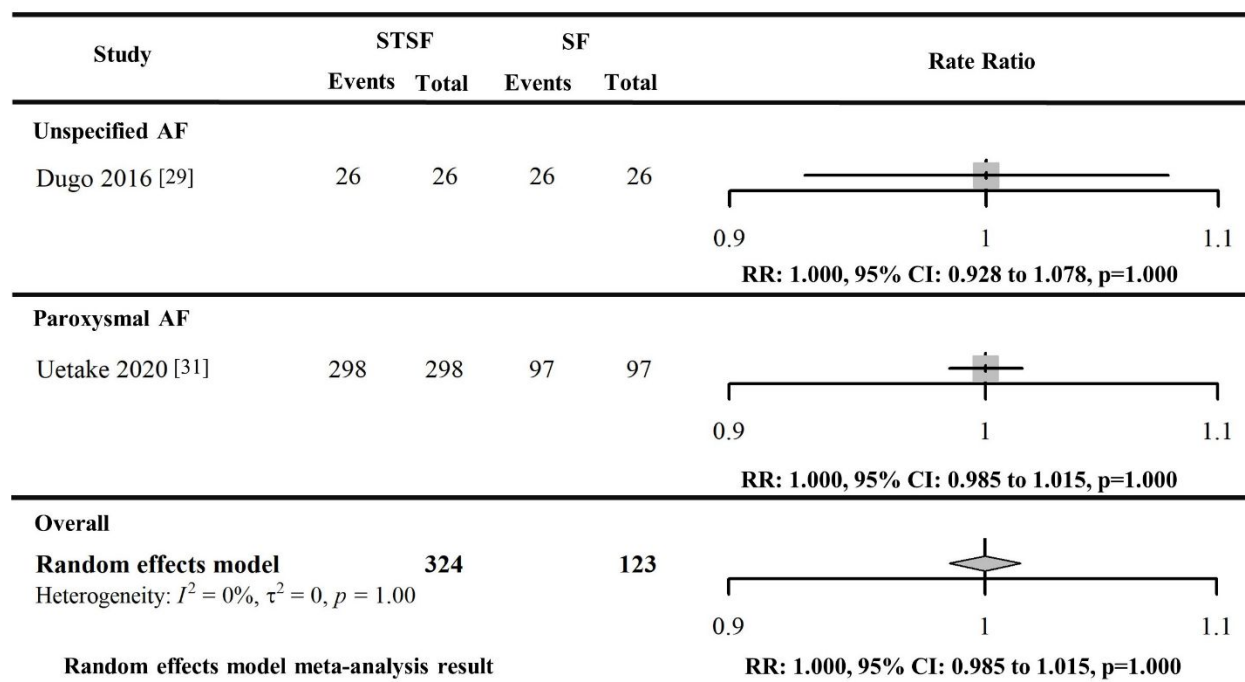 Study STSF SF Rate Ratio
Events Total Events Total
Unspecified AF
Dugo 2016 [29] 26 26 26 26
0.9 1 1.1
RR: 1.000, 95% CI: 0.928 to 1.078, p=1.000
Paroxysmal AF
Uetake 2020 [31] 298 298 97 97
0.9 1 1.1
RR: 1.000, 95% CI: 0.985 to 1.015, p=1.000
Overall
Random effects model 324 123
Heterogeneity: I² = 0%, τ² = 0, p = 1.00
0.9 1 1.1
Random effects model meta-analysis result RR: 1.000, 95% CI: 0.985 to 1.015, p=1.000